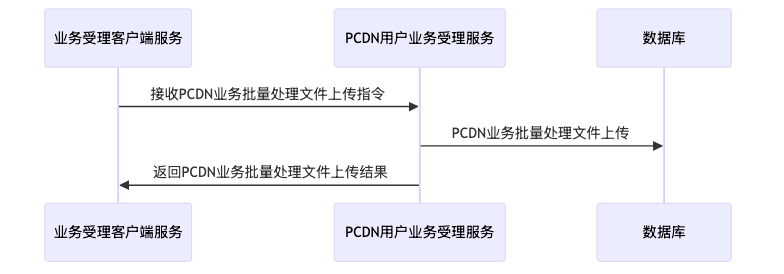 业务受理客户端服务
PCDN用户业务受理服务
数据库
接收PCDN业务批量处理文件上传指令
PCDN业务批量处理文件上传
返回PCDN业务批量处理文件上传结果
业务受理客户端服务
PCDN用户业务受理服务
数据库